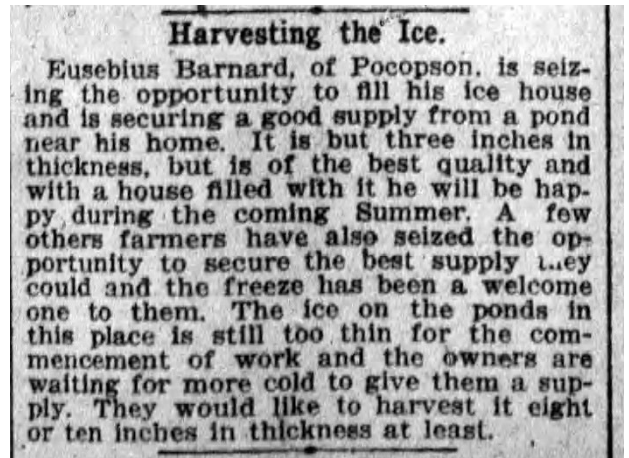 Harvesting the Ice.
Eusebius Barnard, of Pocopson, is seiz-
ing the opportunity to fill his ice house
and is securing a good supply from a pond
near his home. It is but three inches in
thickness, but is of the best quality and
with a house filled with it he will be hap-
py during the coming Summer. A few
others farmers have also seized the op-
portunity to secure the best supply they
could and the freeze has been a welcome
one to them. The ice on the ponds in
this place is still too thin for the com-
mencement of work and the owners are
waiting for more cold to give them a sup-
ply. They would like to harvest it eight
or ten inches in thickness at least.